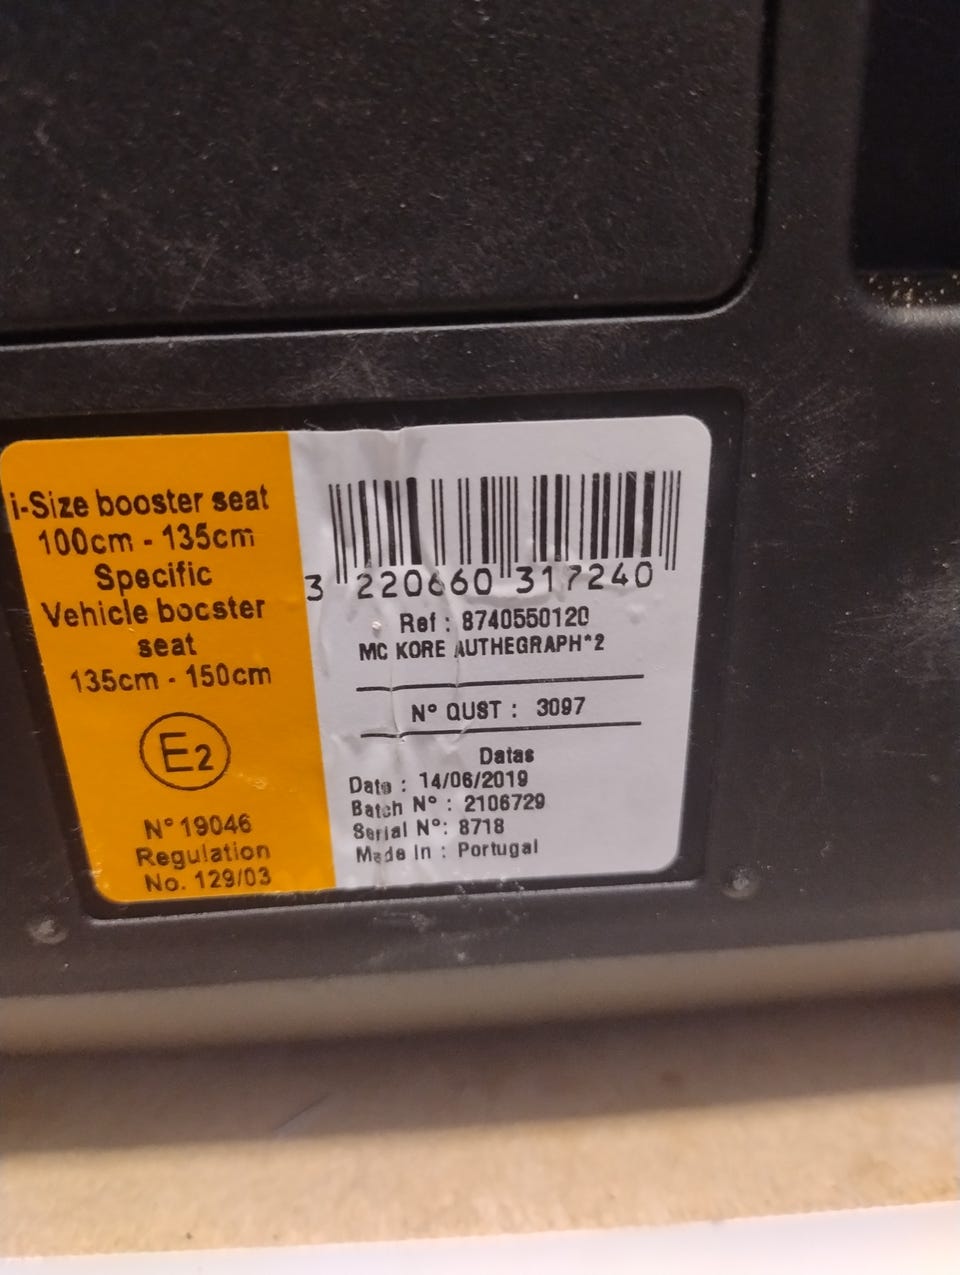 i-Size booster seat
100cm - 135cm
Specific
Vehicle booster
seat
135cm - 150cm
E2
N° 19046
Regulation
No. 129/03
3 220660 317240
Ref : 8740550120
MC KORE AUTHEGRAPH*2
N° QUST : 3097
Datas
Date : 14/06/2019
Batch N° : 2106729
Serial N°: 8718
Made In : Portugal